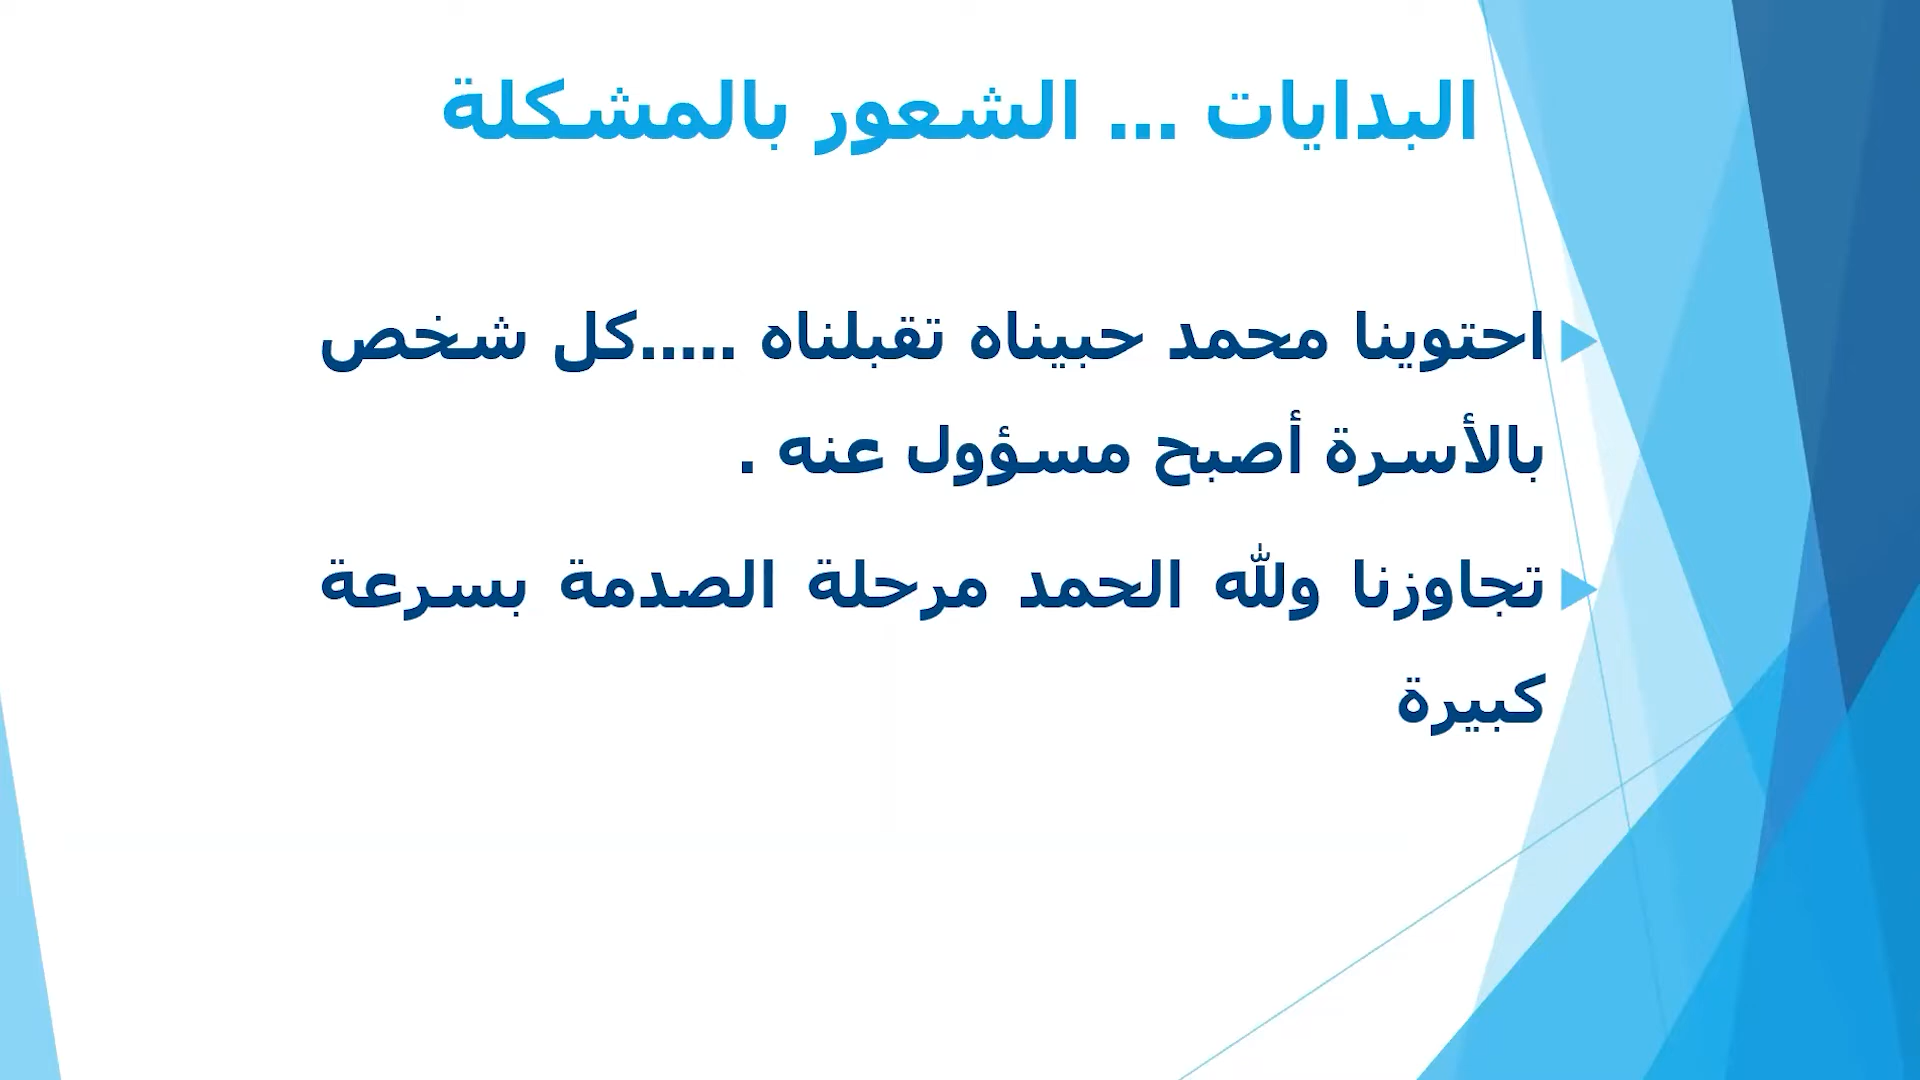 البدايات ... الشعور بالمشكلة
احتوينا محمد حبيناه تقبلناه .....كل شخص
بالأسرة أصبح مسؤول عنه .
تجاوزنا ولله الحمد مرحلة الصدمة بسرعة
كبيرة